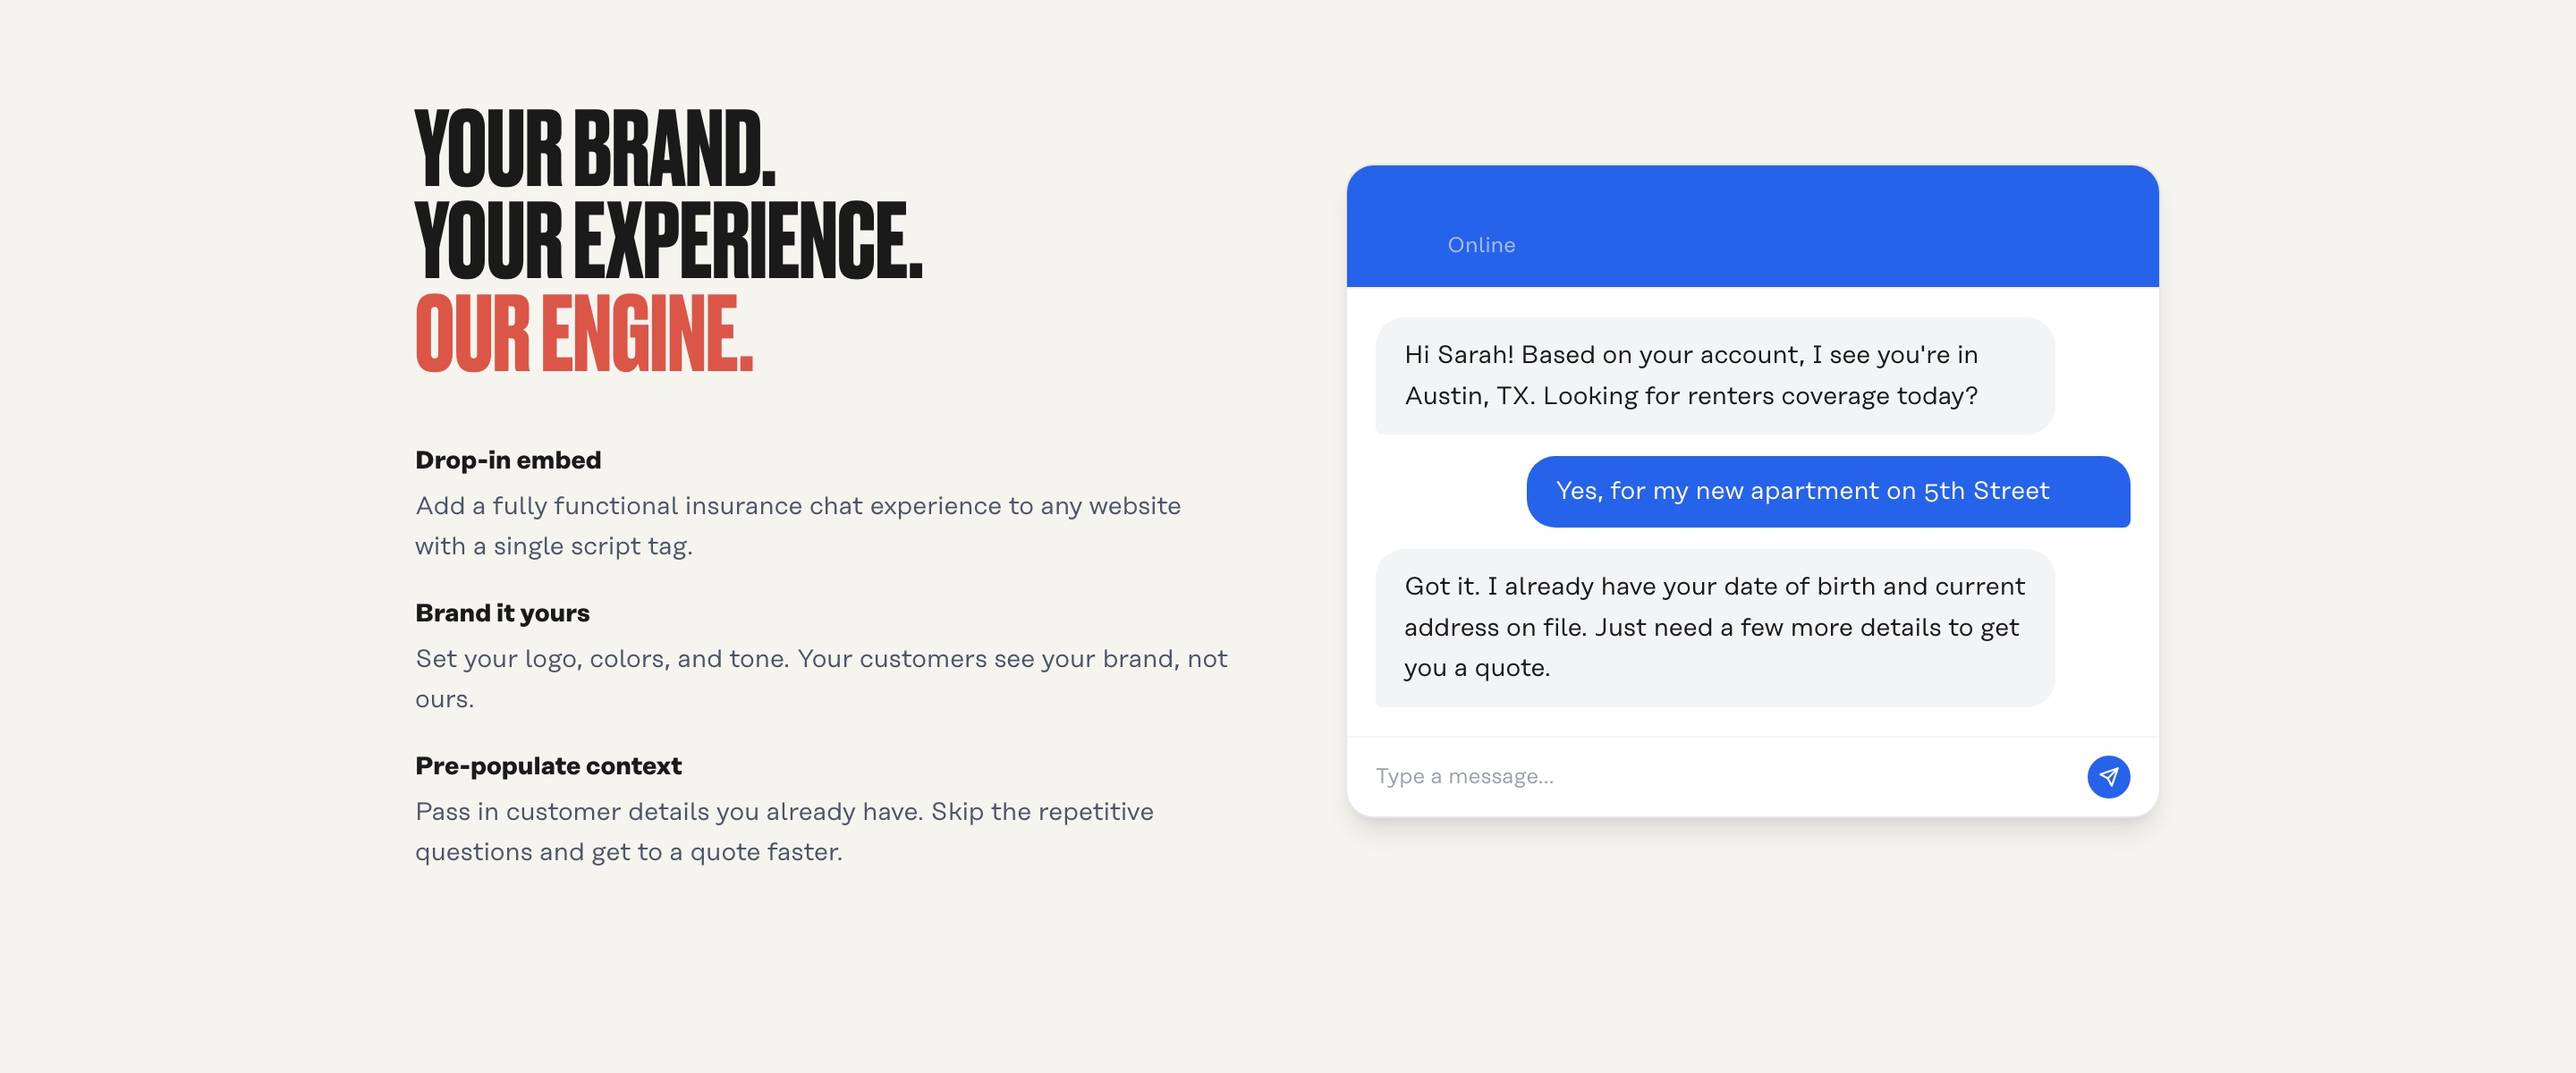 YOUR BRAND.
YOUR EXPERIENCE.
OUR ENGINE.
Drop-in embed
Add a fully functional insurance chat experience to any website
with a single script tag.
Brand it yours
Set your logo, colors, and tone. Your customers see your brand, not
ours.
Pre-populate context
Pass in customer details you already have. Skip the repetitive
questions and get to a quote faster.
Online
Hi Sarah! Based on your account, I see you're in
Austin, TX. Looking for renters coverage today?
Yes, for my new apartment on 5th Street
Got it. I already have your date of birth and current
address on file. Just need a few more details to get
you a quote.
Type a message...